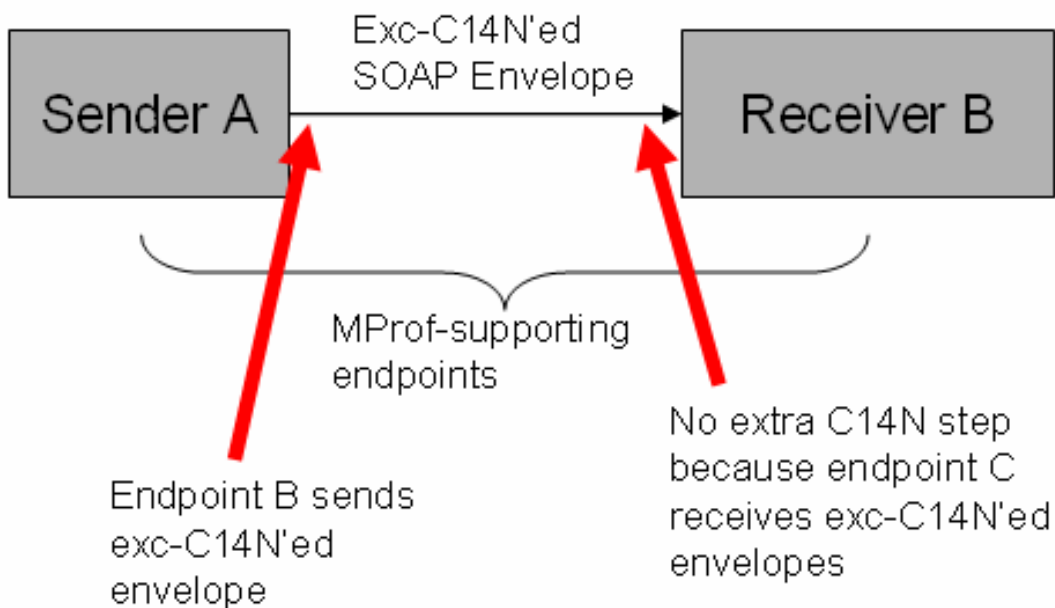 Exc-C14N'ed
SOAP Envelope
Sender A
Receiver B
MProf-supporting
endpoints
Endpoint B sends
exc-C14N'ed
envelope
No extra C14N step
because endpoint C
receives exc-C14N'ed
envelopes